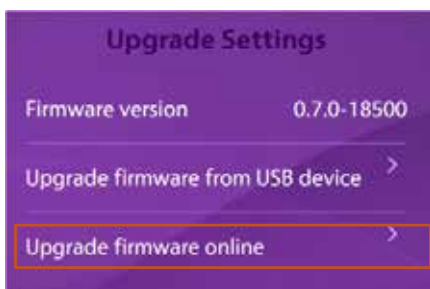 Upgrade Settings
Firmware version 0.7.0-18500
Upgrade firmware from USB device >
Upgrade firmware online >